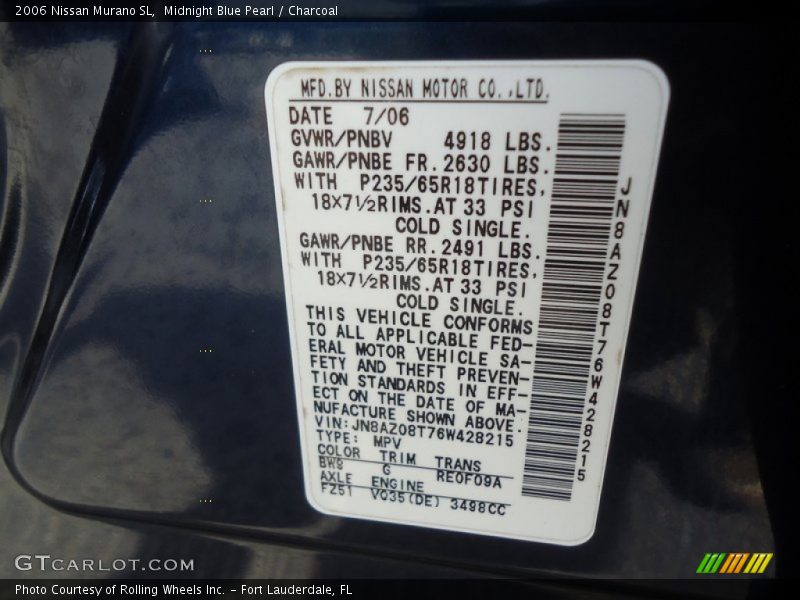 2006 Nissan Murano SL, Midnight Blue Pearl / Charcoal
MFD.BY NISSAN MOTOR CO.,LTD.
DATE 7/06
GVWR/PNBV 4918 LBS.
GAWR/PNBE FR. 2630 LBS.
WITH P235/65R18TIRES,
18×7½RIMS.AT 33 PSI
COLD SINGLE.
GAWR/PNBE RR. 2491 LBS.
WITH P235/65R18TIRES,
18×7½RIMS.AT 33 PSI
COLD SINGLE.
THIS VEHICLE CONFORMS
TO ALL APPLICABLE FED-
ERAL MOTOR VEHICLE SA-
FETY AND THEFT PREVEN-
TION STANDARDS IN EFF-
ECT ON THE DATE OF MA-
NUFACTURE SHOWN ABOVE.
VIN:JN8AZ08T76W428215
TYPE: MPV
COLOR TRIM TRANS
BW9 G RE0F09A
AXLE ENGINE
FZ51 VQ35(DE) 3498CC
JN8AZ08T76W428215
GTCARLOT.COM
Photo Courtesy of Rolling Wheels Inc. – Fort Lauderdale, FL